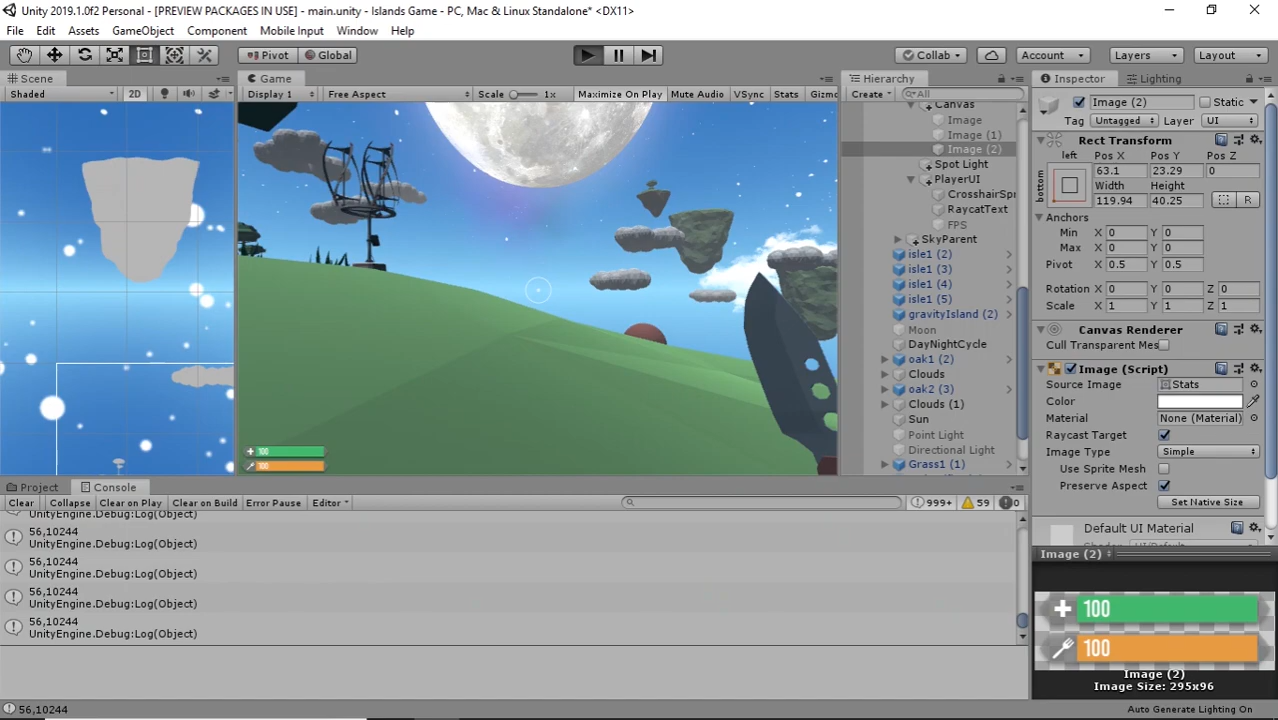 Unity 2019.1.0f2 Personal - [PREVIEW PACKAGES IN USE] - main.unity - Islands Game - PC, Mac & Linux Standalone* <DX11>
File Edit Assets GameObject Component Mobile Input Window Help
Pivot Global Collab Account Layers Layout
Scene Game Hierarchy Inspector Lighting
Shaded 2D Display 1 Free Aspect Scale 1x Maximize On Play Mute Audio VSync Stats Gizmo Create All
Image (2) Static
Tag Untagged Layer UI
Canvas
Image
Image (1)
Image (2)
Spot Light
PlayerUI
CrosshairSpr
RaycatText
FPS
SkyParent
isle1 (2)
isle1 (3)
isle1 (4)
isle1 (5)
gravityIsland (2)
Moon
DayNightCycle
oak1 (2)
Clouds
oak2 (3)
Clouds (1)
Sun
Point Light
Directional Light
Grass1 (1)
Rect Transform
left Pos X Pos Y Pos Z
63.1 23.29 0
bottom Width Height
119.94 40.25 R
Anchors
Min X 0 Y 0
Max X 0 Y 0
Pivot X 0.5 Y 0.5
Rotation X 0 Y 0 Z 0
Scale X 1 Y 1 Z 1
Canvas Renderer
Cull Transparent Mes
Image (Script)
Source Image Stats
Color
Material None (Material)
Raycast Target
Image Type Simple
Use Sprite Mesh
Preserve Aspect
Set Native Size
Default UI Material
100
100
Project Console
Clear Collapse Clear on Play Clear on Build Error Pause Editor 999+ 59 0
UnityEngine.Debug:Log(Object)
56,10244
UnityEngine.Debug:Log(Object)
56,10244
UnityEngine.Debug:Log(Object)
56,10244
UnityEngine.Debug:Log(Object)
56,10244
UnityEngine.Debug:Log(Object)
Image (2)
100
100
Image (2)
Image Size: 295x96
56,10244
Auto Generate Lighting On